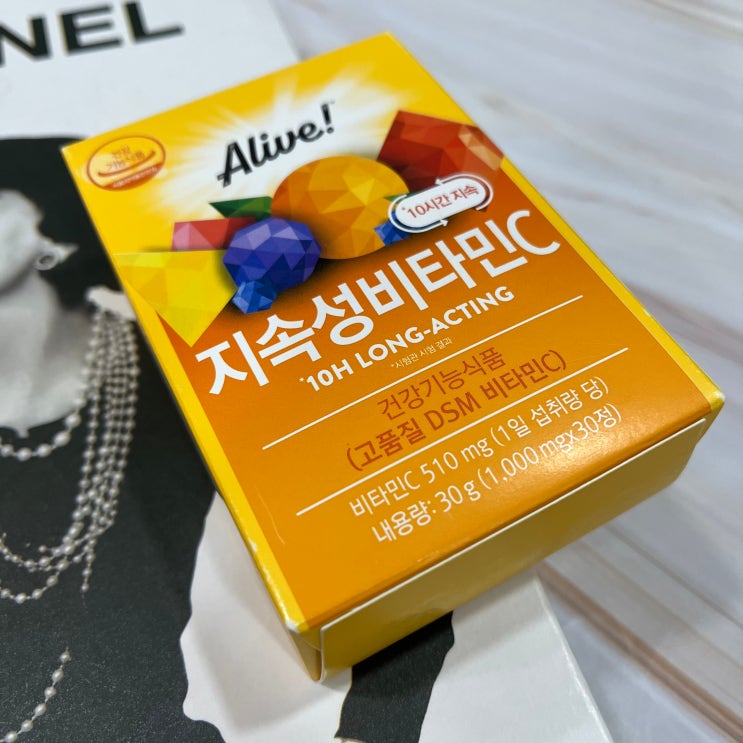 NEL
Alive!
*10시간 지속
지속성비타민C
*10H LONG-ACTING
*시험관 시험 결과
건강기능식품
(고품질 DSM 비타민C)
비타민C 510 mg (1일 섭취량 당)
내용량: 30 g (1,000 mgx30정)